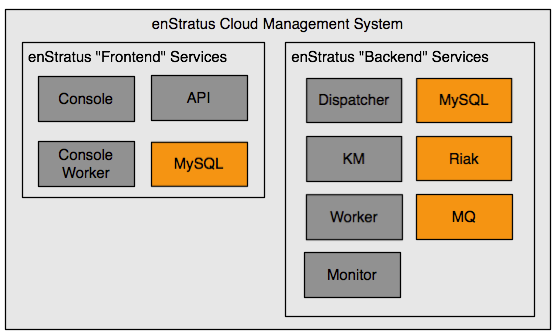 enStratus Cloud Management System
enStratus "Frontend" Services
Console
API
Console
Worker
MySQL
enStratus "Backend" Services
Dispatcher
MySQL
KM
Riak
Worker
MQ
Monitor